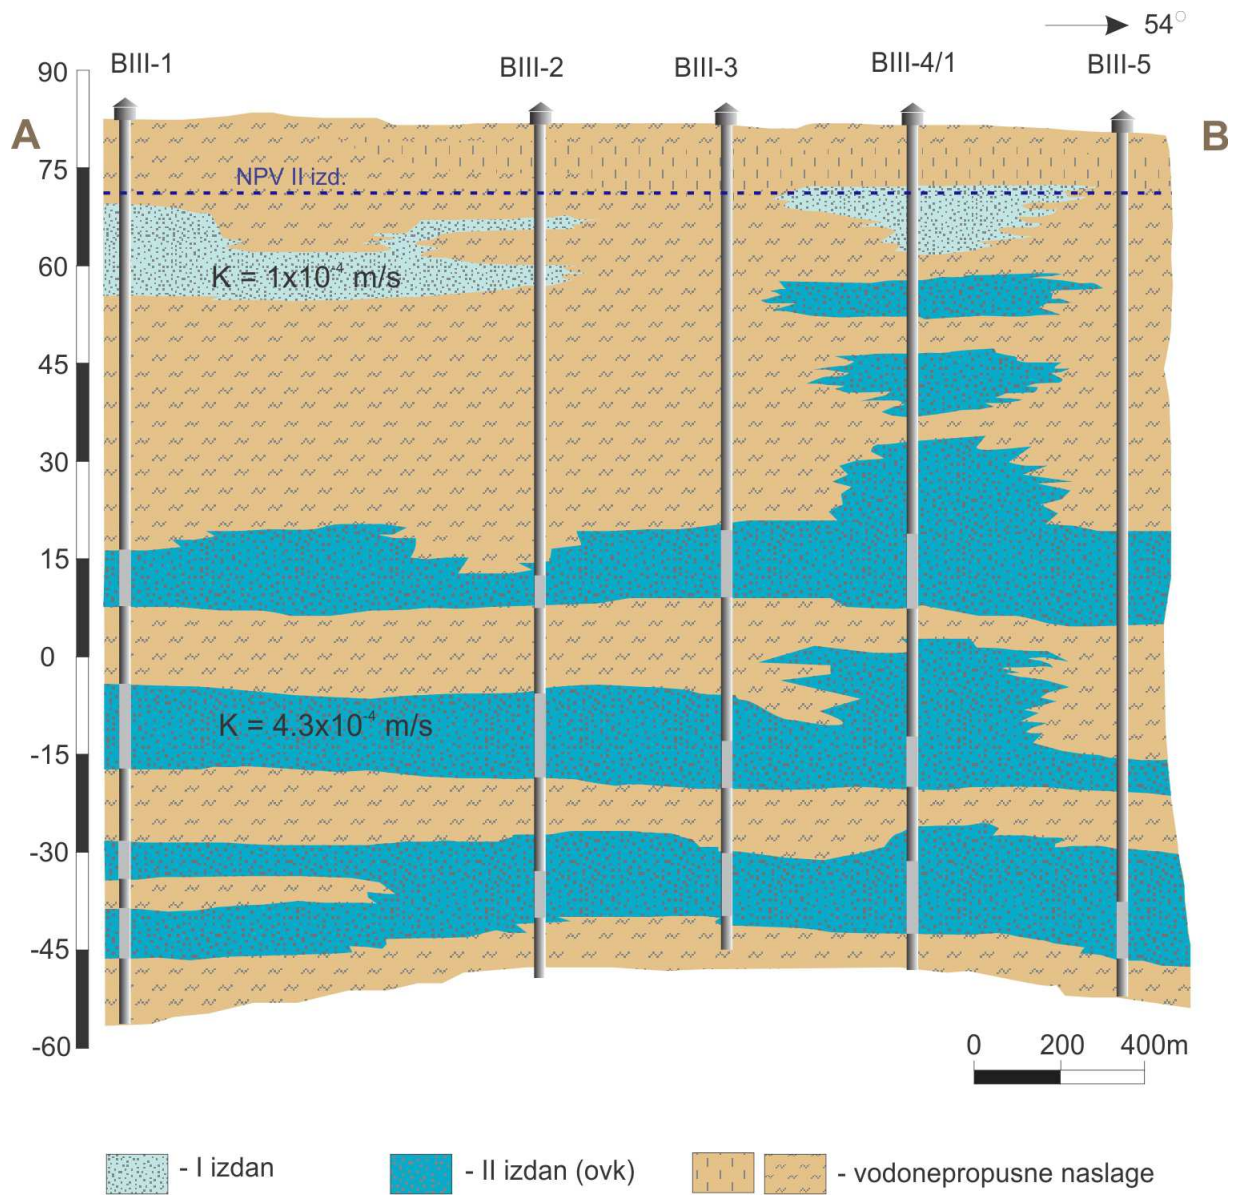 54°
BIII-1 BIII-2 BIII-3 BIII-4/1 BIII-5
90
A B
75
NPV II izd.
60
K = 1x10⁻⁴ m/s
45
30
15
0
K = 4.3x10⁻⁴ m/s
-15
-30
-45
-60
0 200 400m
- I izdan - II izdan (ovk) - vodonepropusne naslage